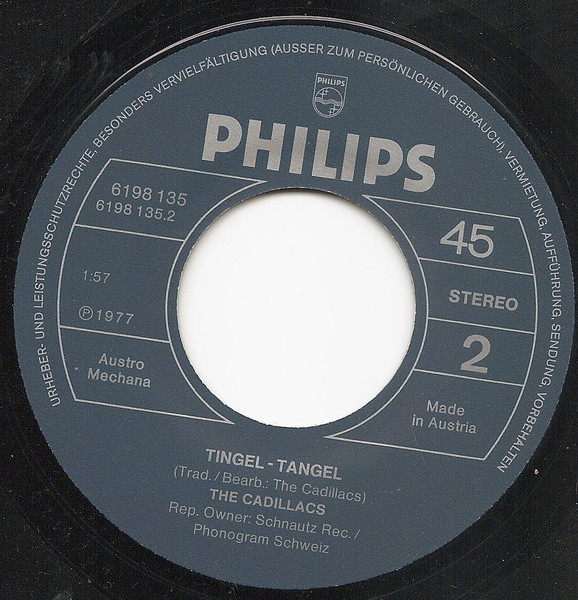 URHEBER- UND LEISTUNGSSCHUTZRECHTE, BESONDERS VERVIELFÄLTIGUNG (AUSSER ZUM PERSÖNLICHEN GEBRAUCH), VERMIETUNG, AUFFÜHRUNG, SENDUNG, VORBEHALTEN
PHILIPS
PHILIPS
6198 135
6198 135.2
1:57
℗ 1977
Austro
Mechana
45
STEREO
2
Made
in Austria
TINGEL - TANGEL
(Trad. / Bearb.: The Cadillacs)
THE CADILLACS
Rep. Owner: Schnautz Rec. /
Phonogram Schweiz